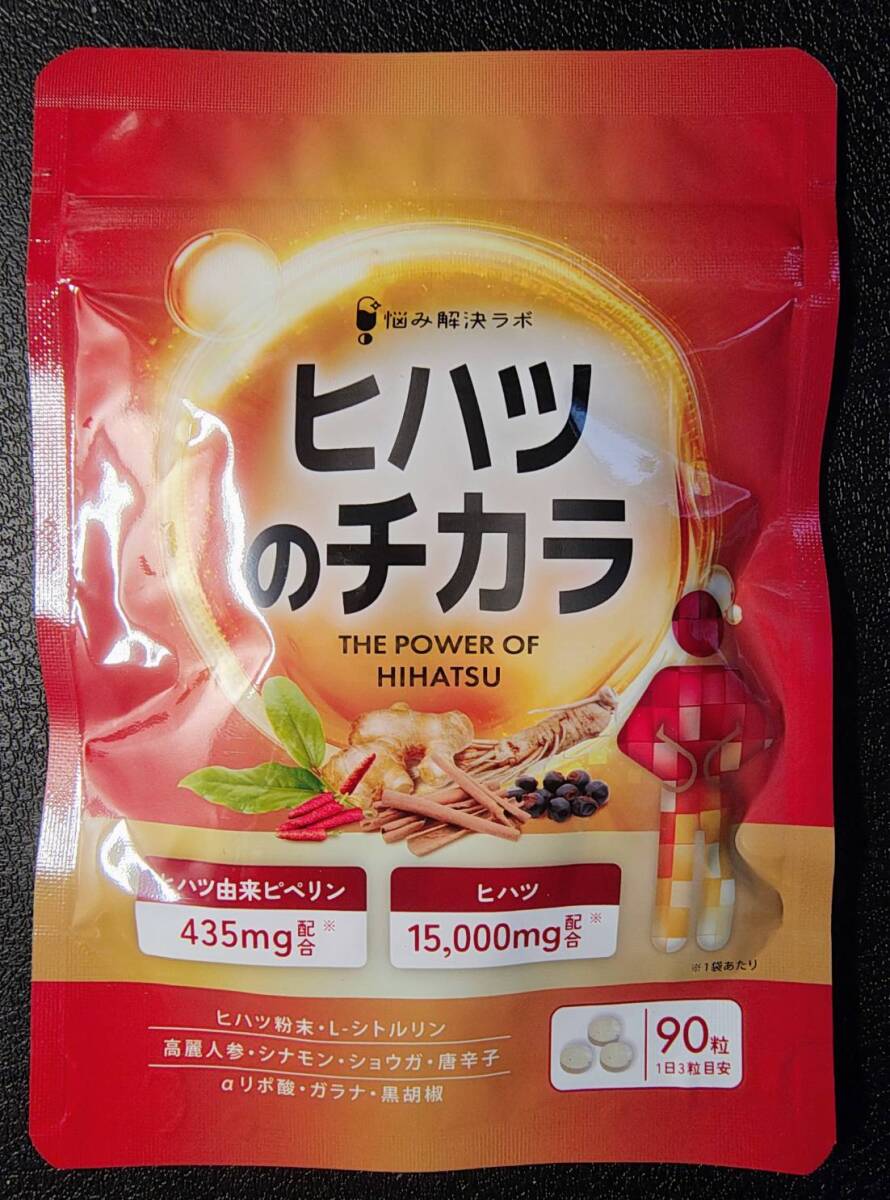 悩み解決ラボ
ヒハツ
のチカラ
THE POWER OF
HIHATSU
ヒハツ由来ピペリン
435mg配合※
ヒハツ
15,000mg配合※
※1袋あたり
ヒハツ粉末・L-シトルリン
高麗人参・シナモン・ショウガ・唐辛子
αリポ酸・ガラナ・黒胡椒
90粒
1日3粒目安